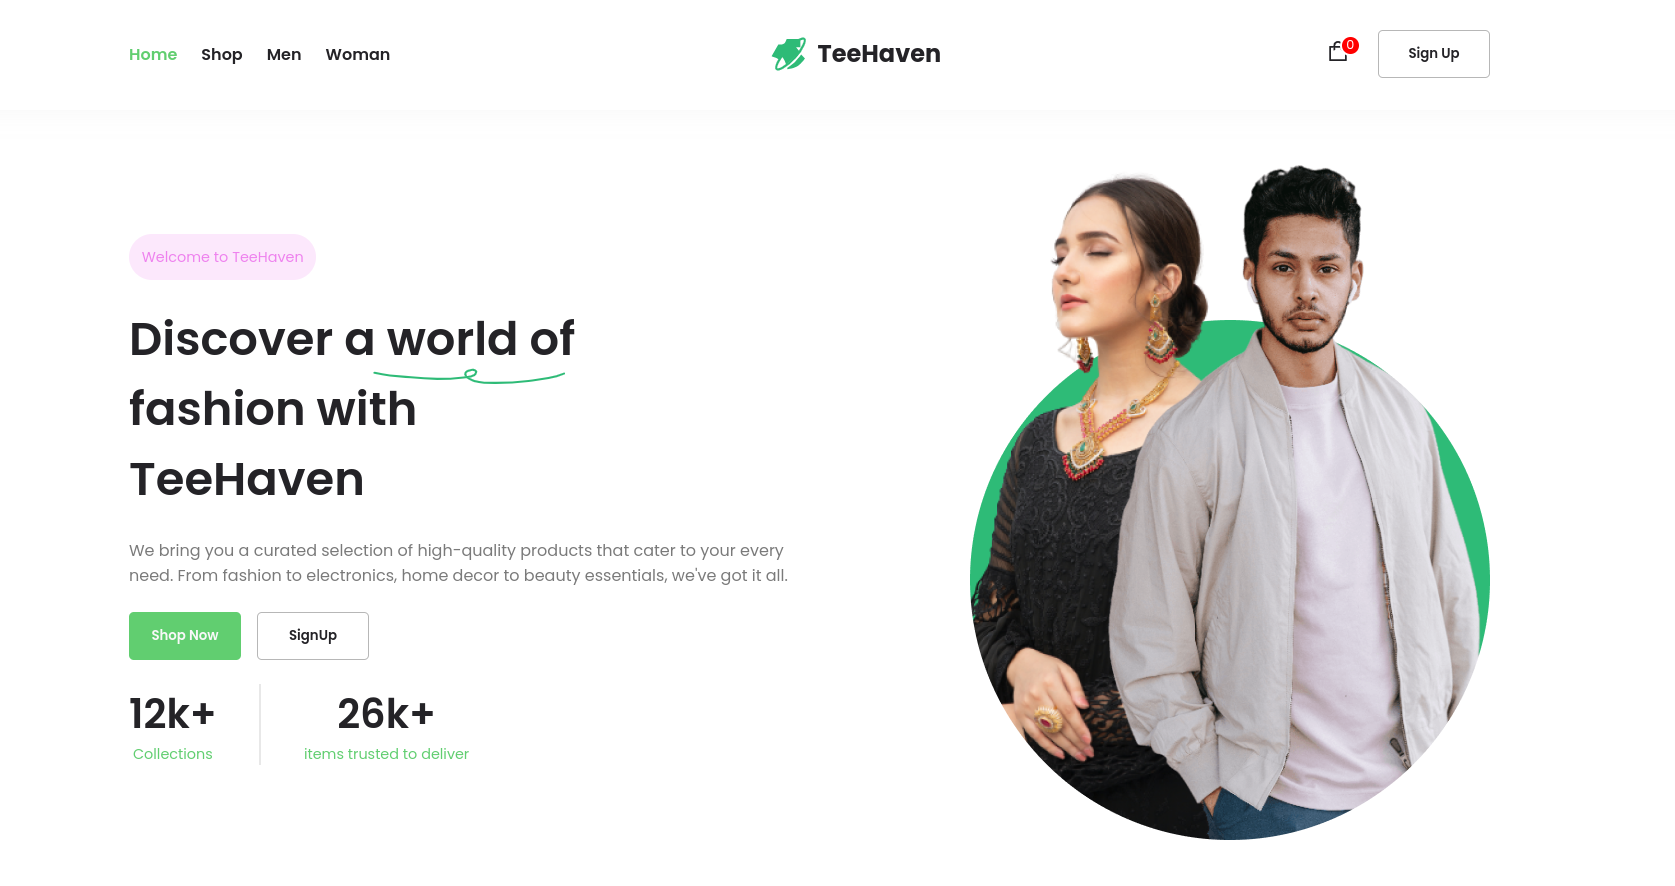 Home Shop Men Woman
TeeHaven
0
Sign Up
Welcome to TeeHaven
Discover a world of
fashion with
TeeHaven
We bring you a curated selection of high-quality products that cater to your every
need. From fashion to electronics, home decor to beauty essentials, we've got it all.
Shop Now
SignUp
12k+
Collections
26k+
items trusted to deliver